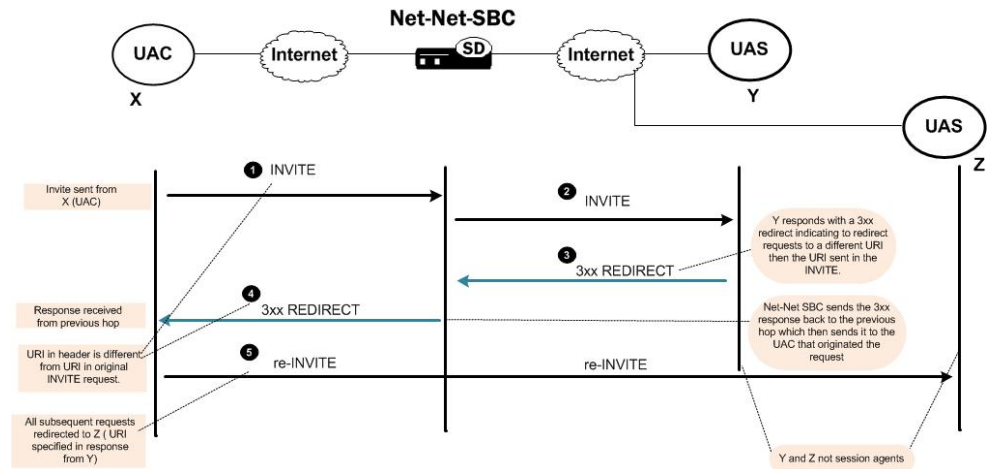 Net-Net-SBC
UAC
Internet
SD
Internet
UAS
X
Y
UAS
Z
1 INVITE
Invite sent from
X (UAC)
2
INVITE
Y responds with a 3xx
redirect indicating to redirect
requests to a different URI
then the URI sent in the
INVITE.
3
3xx REDIRECT
4
3xx REDIRECT
Response received
from previous hop
Net-Net SBC sends the 3xx
response back to the previous
hop which then sends it to the
UAC that originated the
request
URI in header is different
from URI in original
INVITE request.
5
re-INVITE
re-INVITE
All subsequent requests
redirected to Z ( URI
specified in response
from Y)
Y and Z not session agents